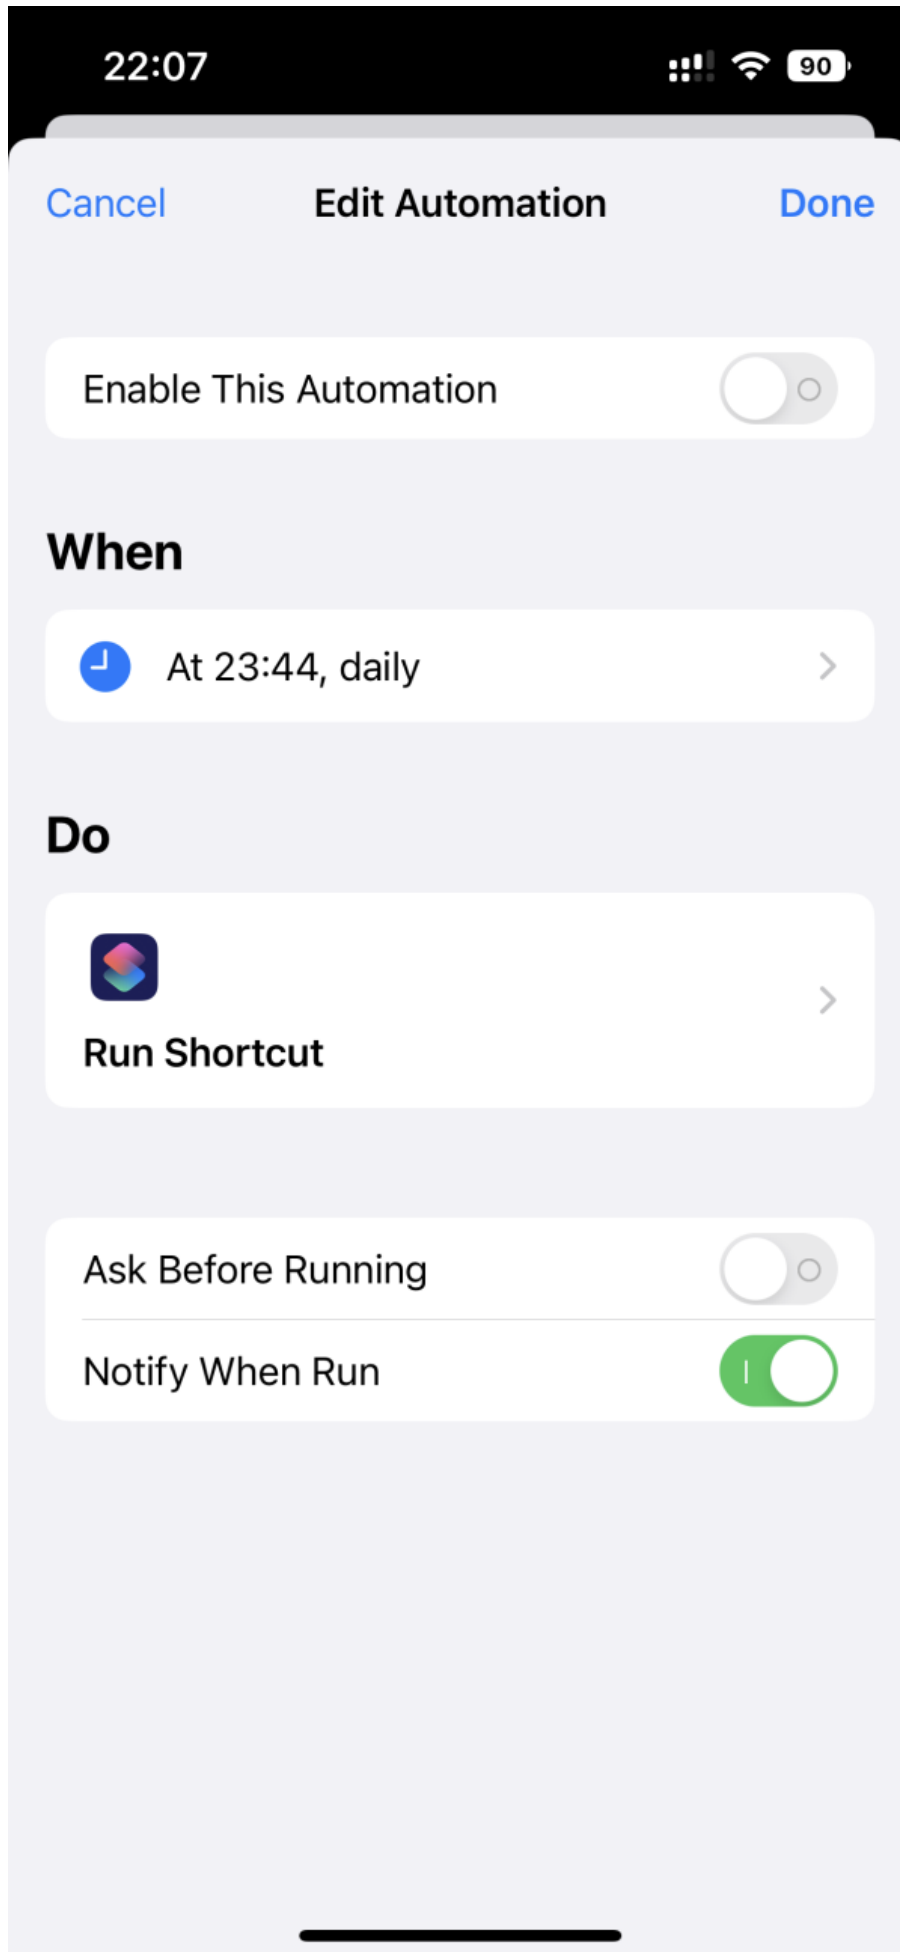 22:07
90
Cancel
Edit Automation
Done
Enable This Automation
When
At 23:44, daily
Do
Run Shortcut
Ask Before Running
Notify When Run